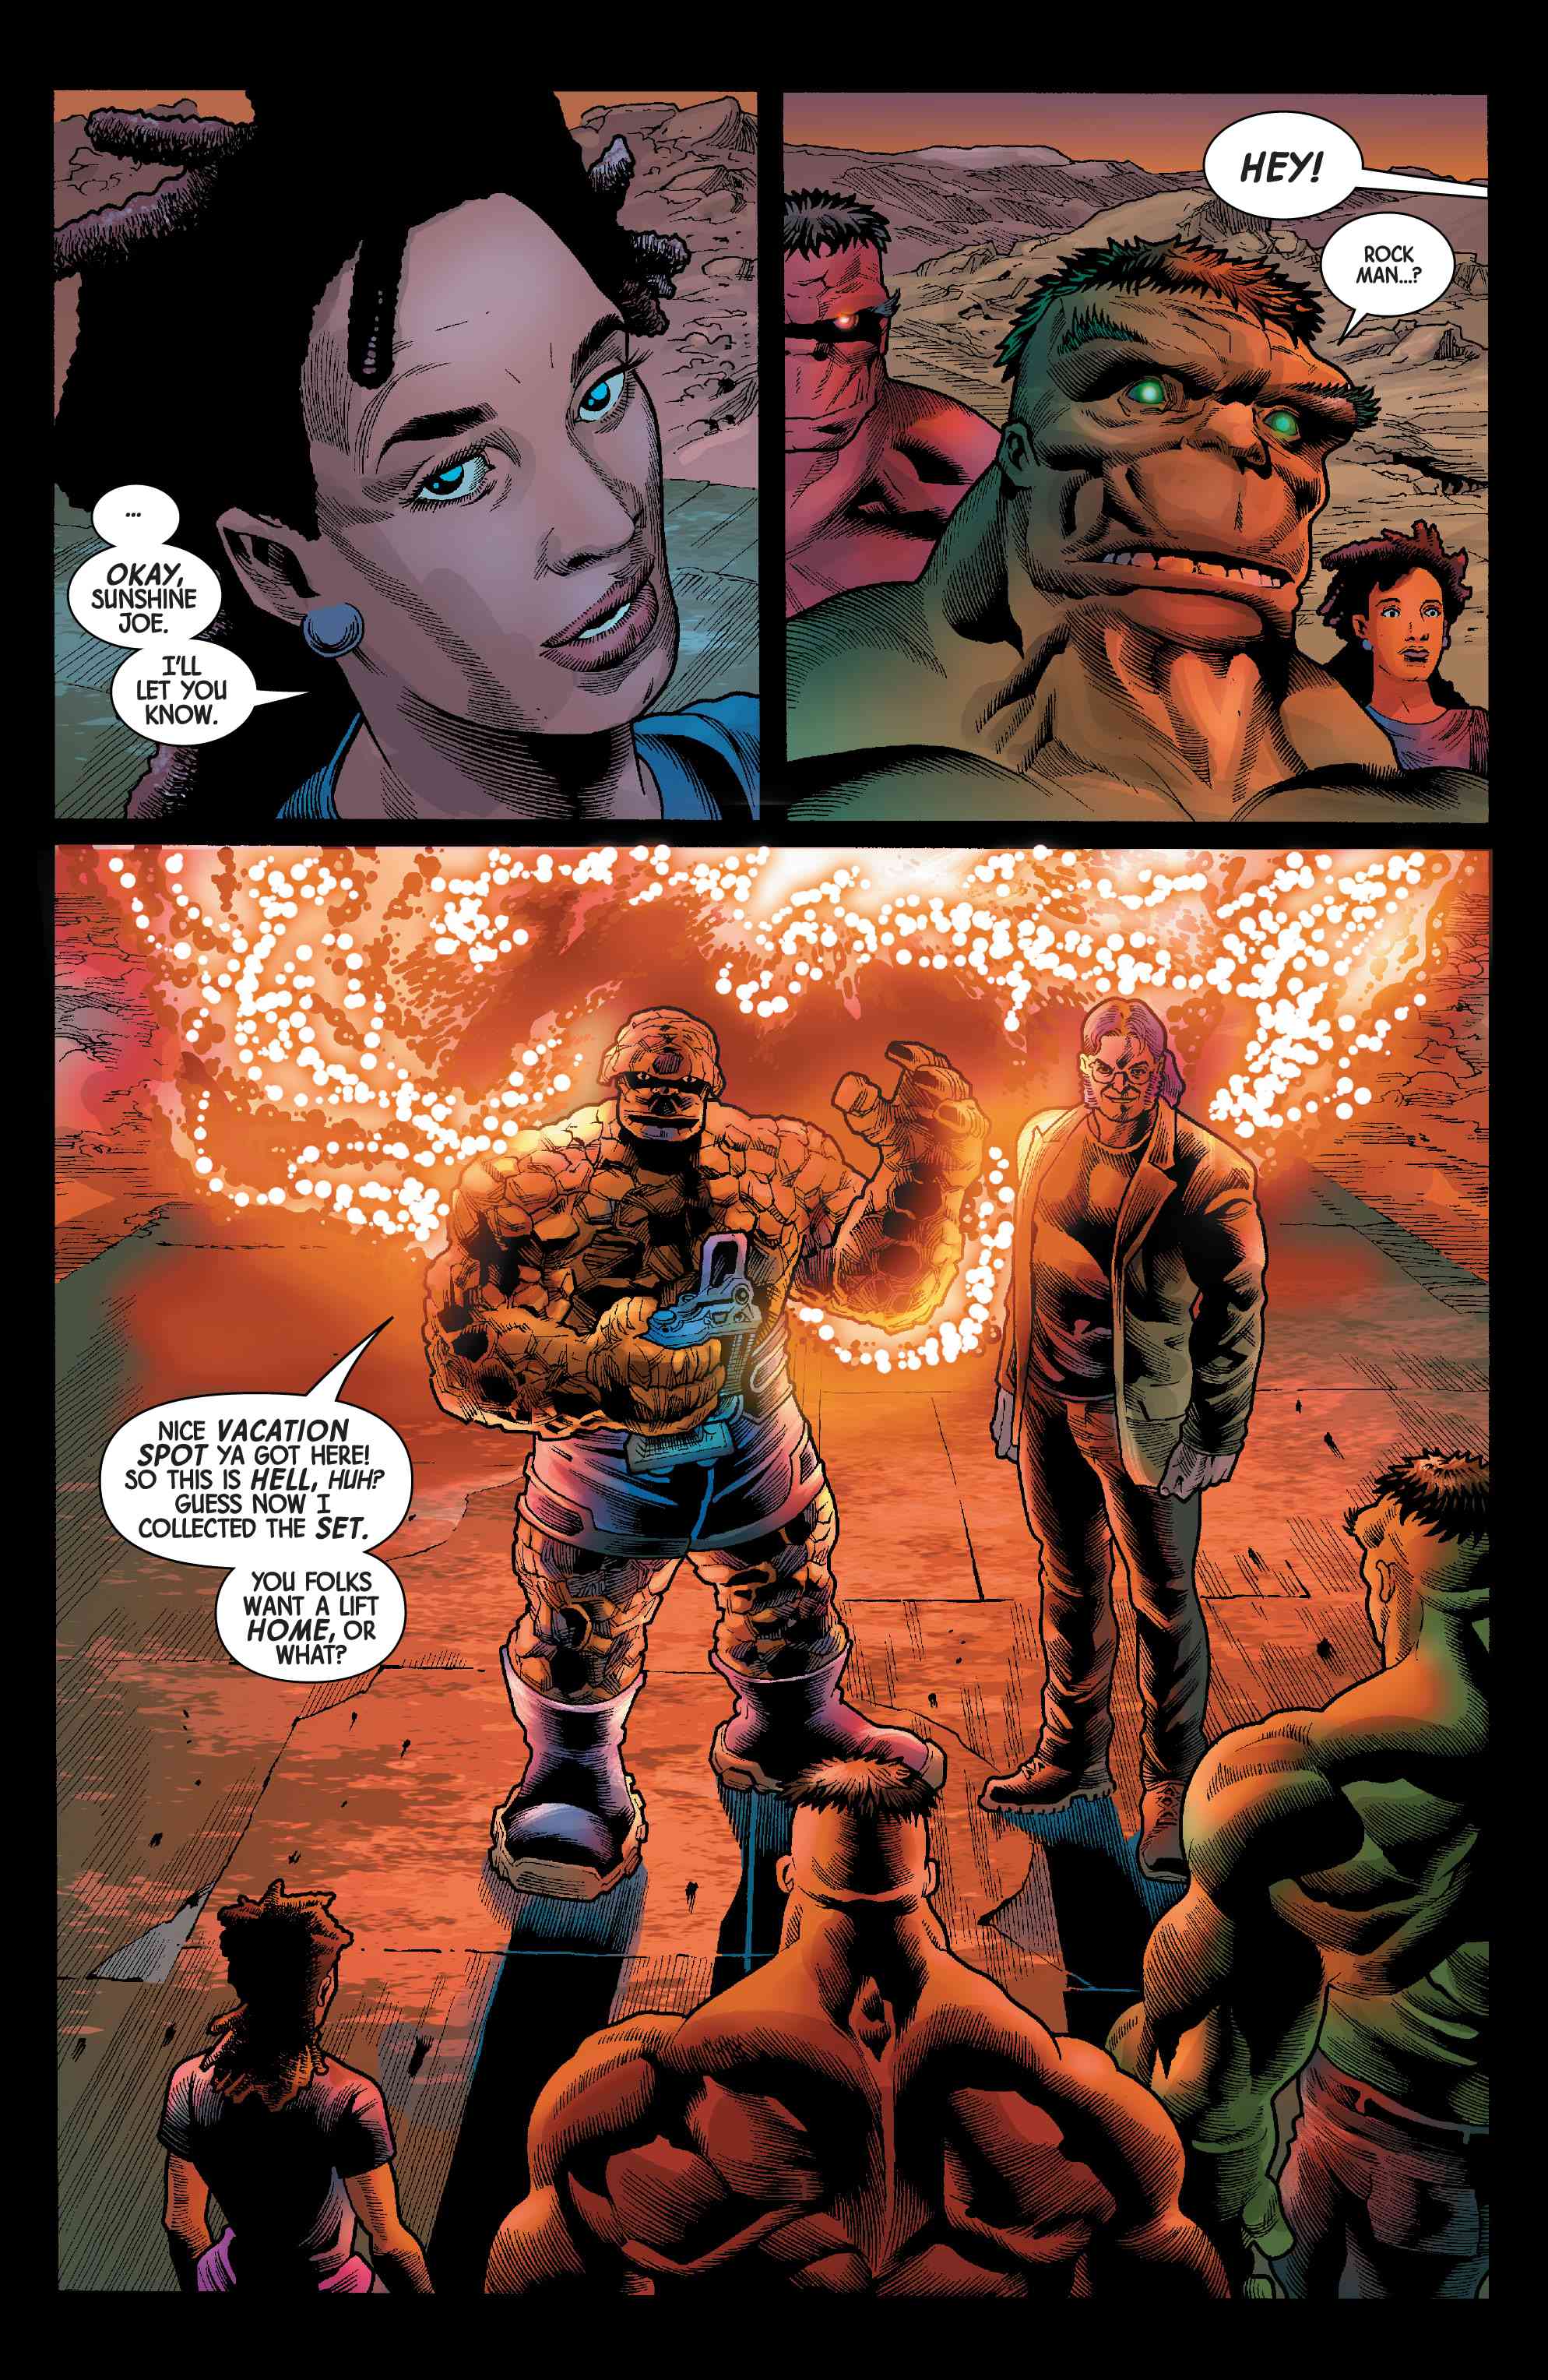 ...
OKAY,
SUNSHINE
JOE.
I'LL
LET YOU
KNOW.
HEY!
ROCK
MAN...?
NICE VACATION
SPOT YA GOT HERE!
SO THIS IS HELL, HUH?
GUESS NOW I
COLLECTED THE SET.
YOU FOLKS
WANT A LIFT
HOME, OR
WHAT?